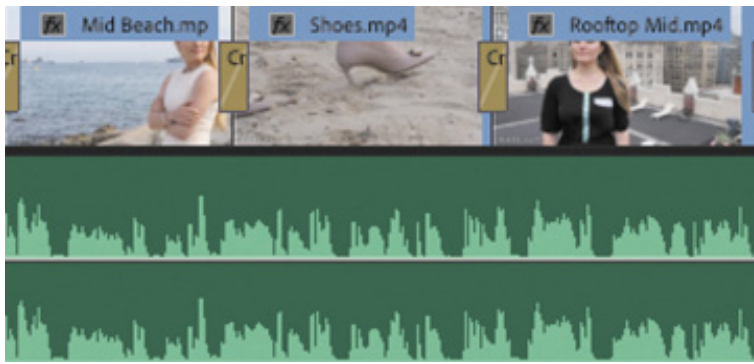 fx Mid Beach.mp
Cr
Cr
fx Shoes.mp4
Cr
fx Rooftop Mid.mp4